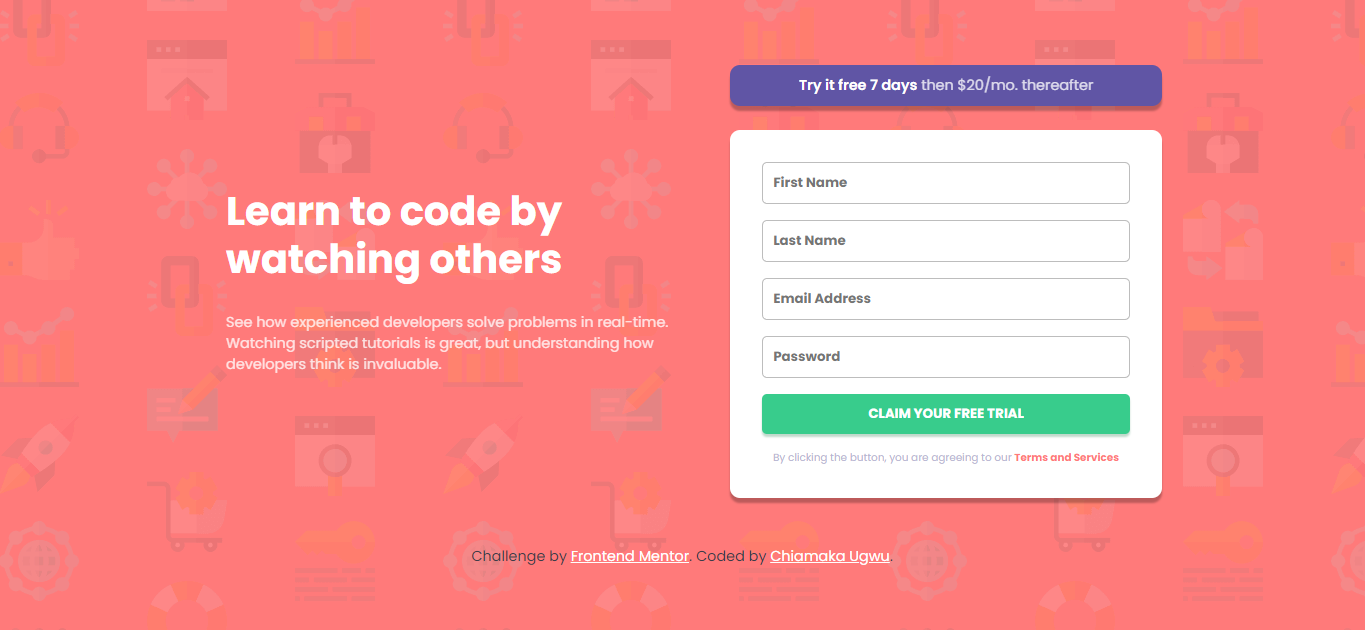 Learn to code by
watching others
See how experienced developers solve problems in real-time.
Watching scripted tutorials is great, but understanding how
developers think is invaluable.
Try it free 7 days then $20/mo. thereafter
First Name
Last Name
Email Address
Password
CLAIM YOUR FREE TRIAL
By clicking the button, you are agreeing to our Terms and Services
Challenge by Frontend Mentor. Coded by Chiamaka Ugwu.